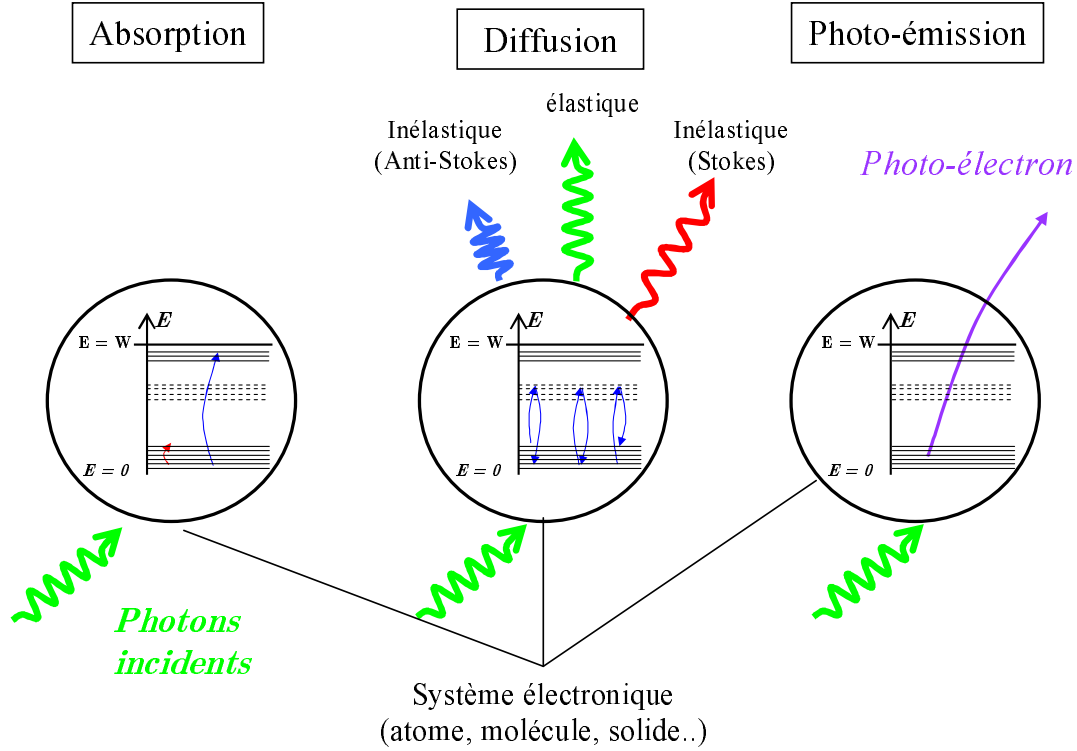 Absorption
Diffusion
Photo-émission
élastique
Inélastique
(Anti-Stokes)
Inélastique
(Stokes)
Photo-électron
E
E = W
E = 0
E
E = W
E = 0
E
E = W
E = 0
Photons
incidents
Système électronique
(atome, molécule, solide..)